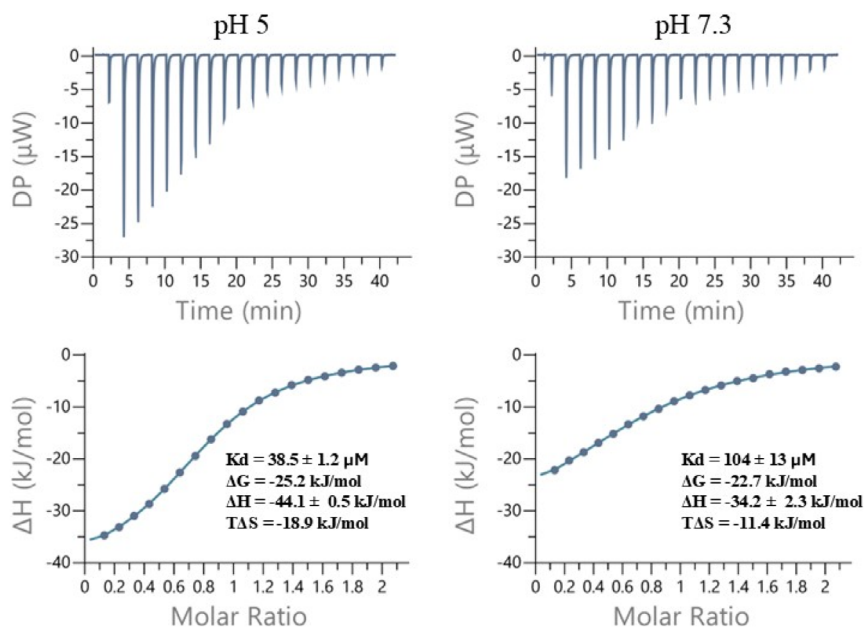 pH 5
0
-5
-10
-15
-20
-25
-30
DP (µW)
0 5 10 15 20 25 30 35 40
Time (min)
pH 7.3
0
-5
-10
-15
-20
-25
-30
DP (µW)
0 5 10 15 20 25 30 35 40
Time (min)
0
-10
-20
-30
-40
ΔH (kJ/mol)
Kd = 38.5 ± 1.2 µM
ΔG = -25.2 kJ/mol
ΔH = -44.1 ± 0.5 kJ/mol
TΔS = -18.9 kJ/mol
0 0.2 0.4 0.6 0.8 1 1.2 1.4 1.6 1.8 2
Molar Ratio
0
-10
-20
-30
-40
ΔH (kJ/mol)
Kd = 104 ± 13 µM
ΔG = -22.7 kJ/mol
ΔH = -34.2 ± 2.3 kJ/mol
TΔS = -11.4 kJ/mol
0 0.2 0.4 0.6 0.8 1 1.2 1.4 1.6 1.8 2
Molar Ratio